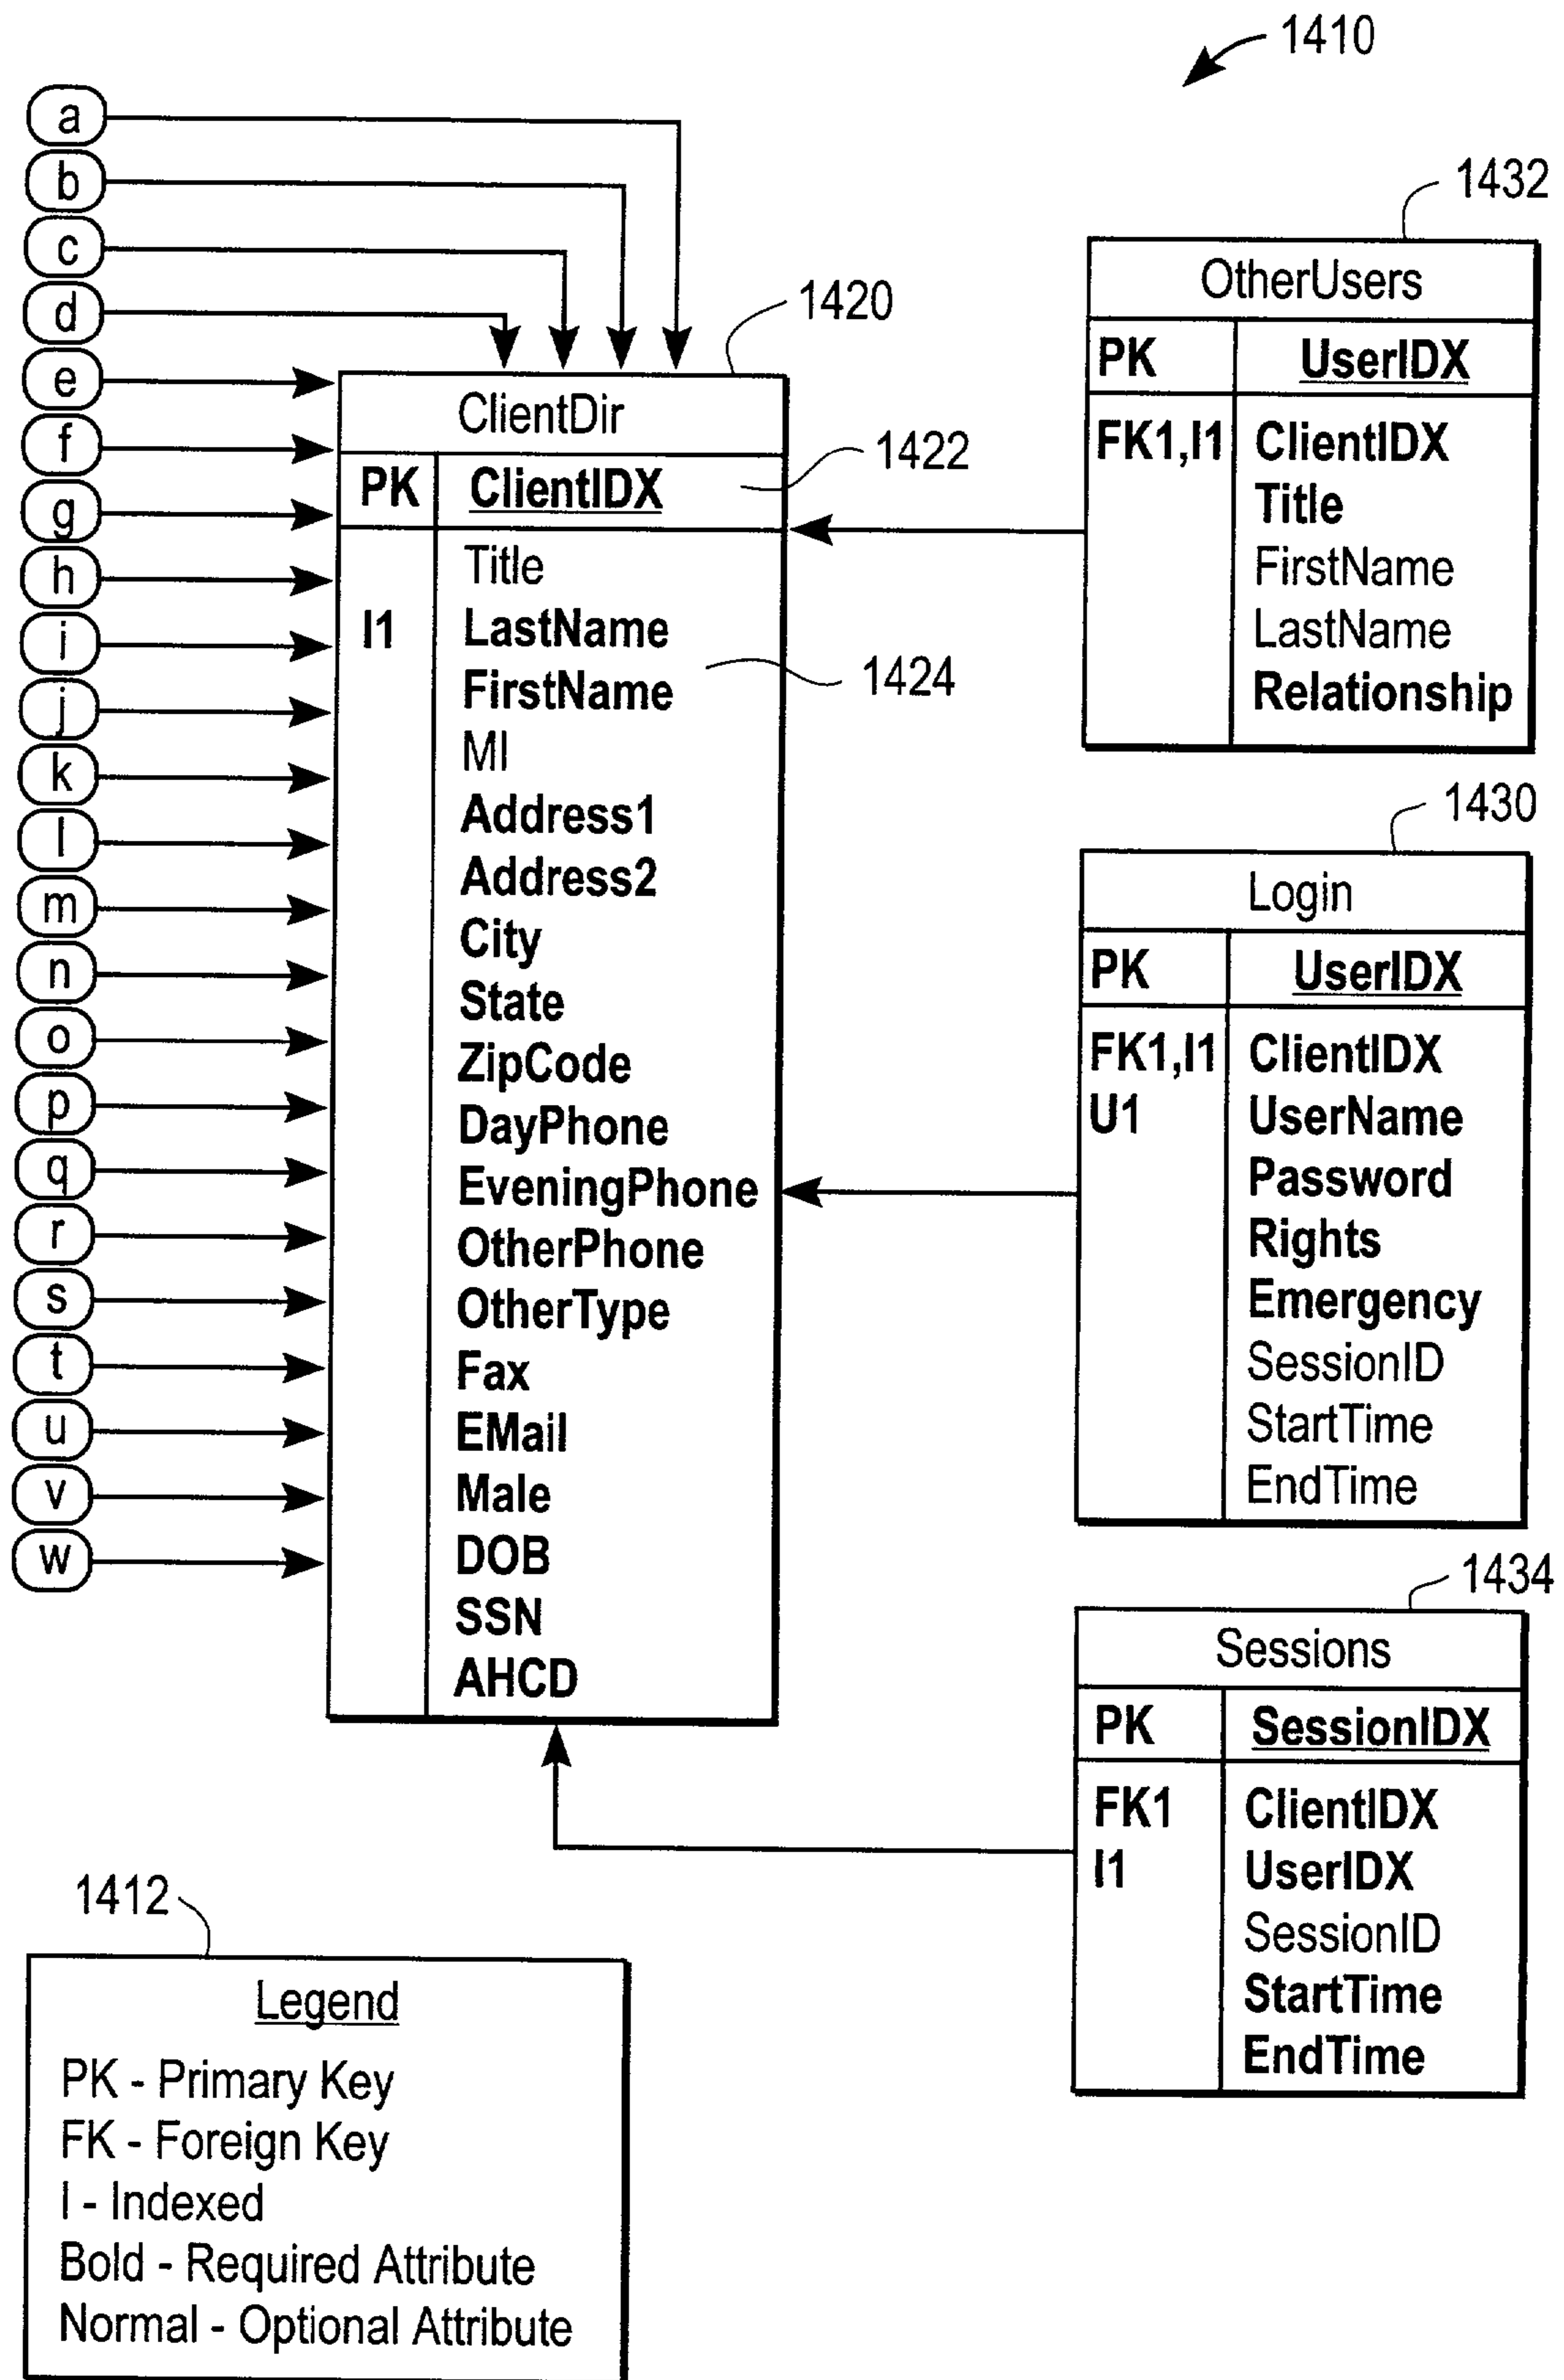 1410
a
b
c
d
e
f
g
h
i
j
k
l
m
n
o
p
q
r
s
t
u
v
w
1420
ClientDir
PK ClientIDX
1422
Title
I1 LastName
FirstName
1424
MI
Address1
Address2
City
State
ZipCode
DayPhone
EveningPhone
OtherPhone
OtherType
Fax
EMail
Male
DOB
SSN
AHCD
1432
OtherUsers
PK UserIDX
FK1,I1 ClientIDX
Title
FirstName
LastName
Relationship
1430
Login
PK UserIDX
FK1,I1 ClientIDX
U1 UserName
Password
Rights
Emergency
SessionID
StartTime
EndTime
1434
Sessions
PK SessionIDX
FK1 ClientIDX
I1 UserIDX
SessionID
StartTime
EndTime
1412
Legend
PK - Primary Key
FK - Foreign Key
I - Indexed
Bold - Required Attribute
Normal - Optional Attribute